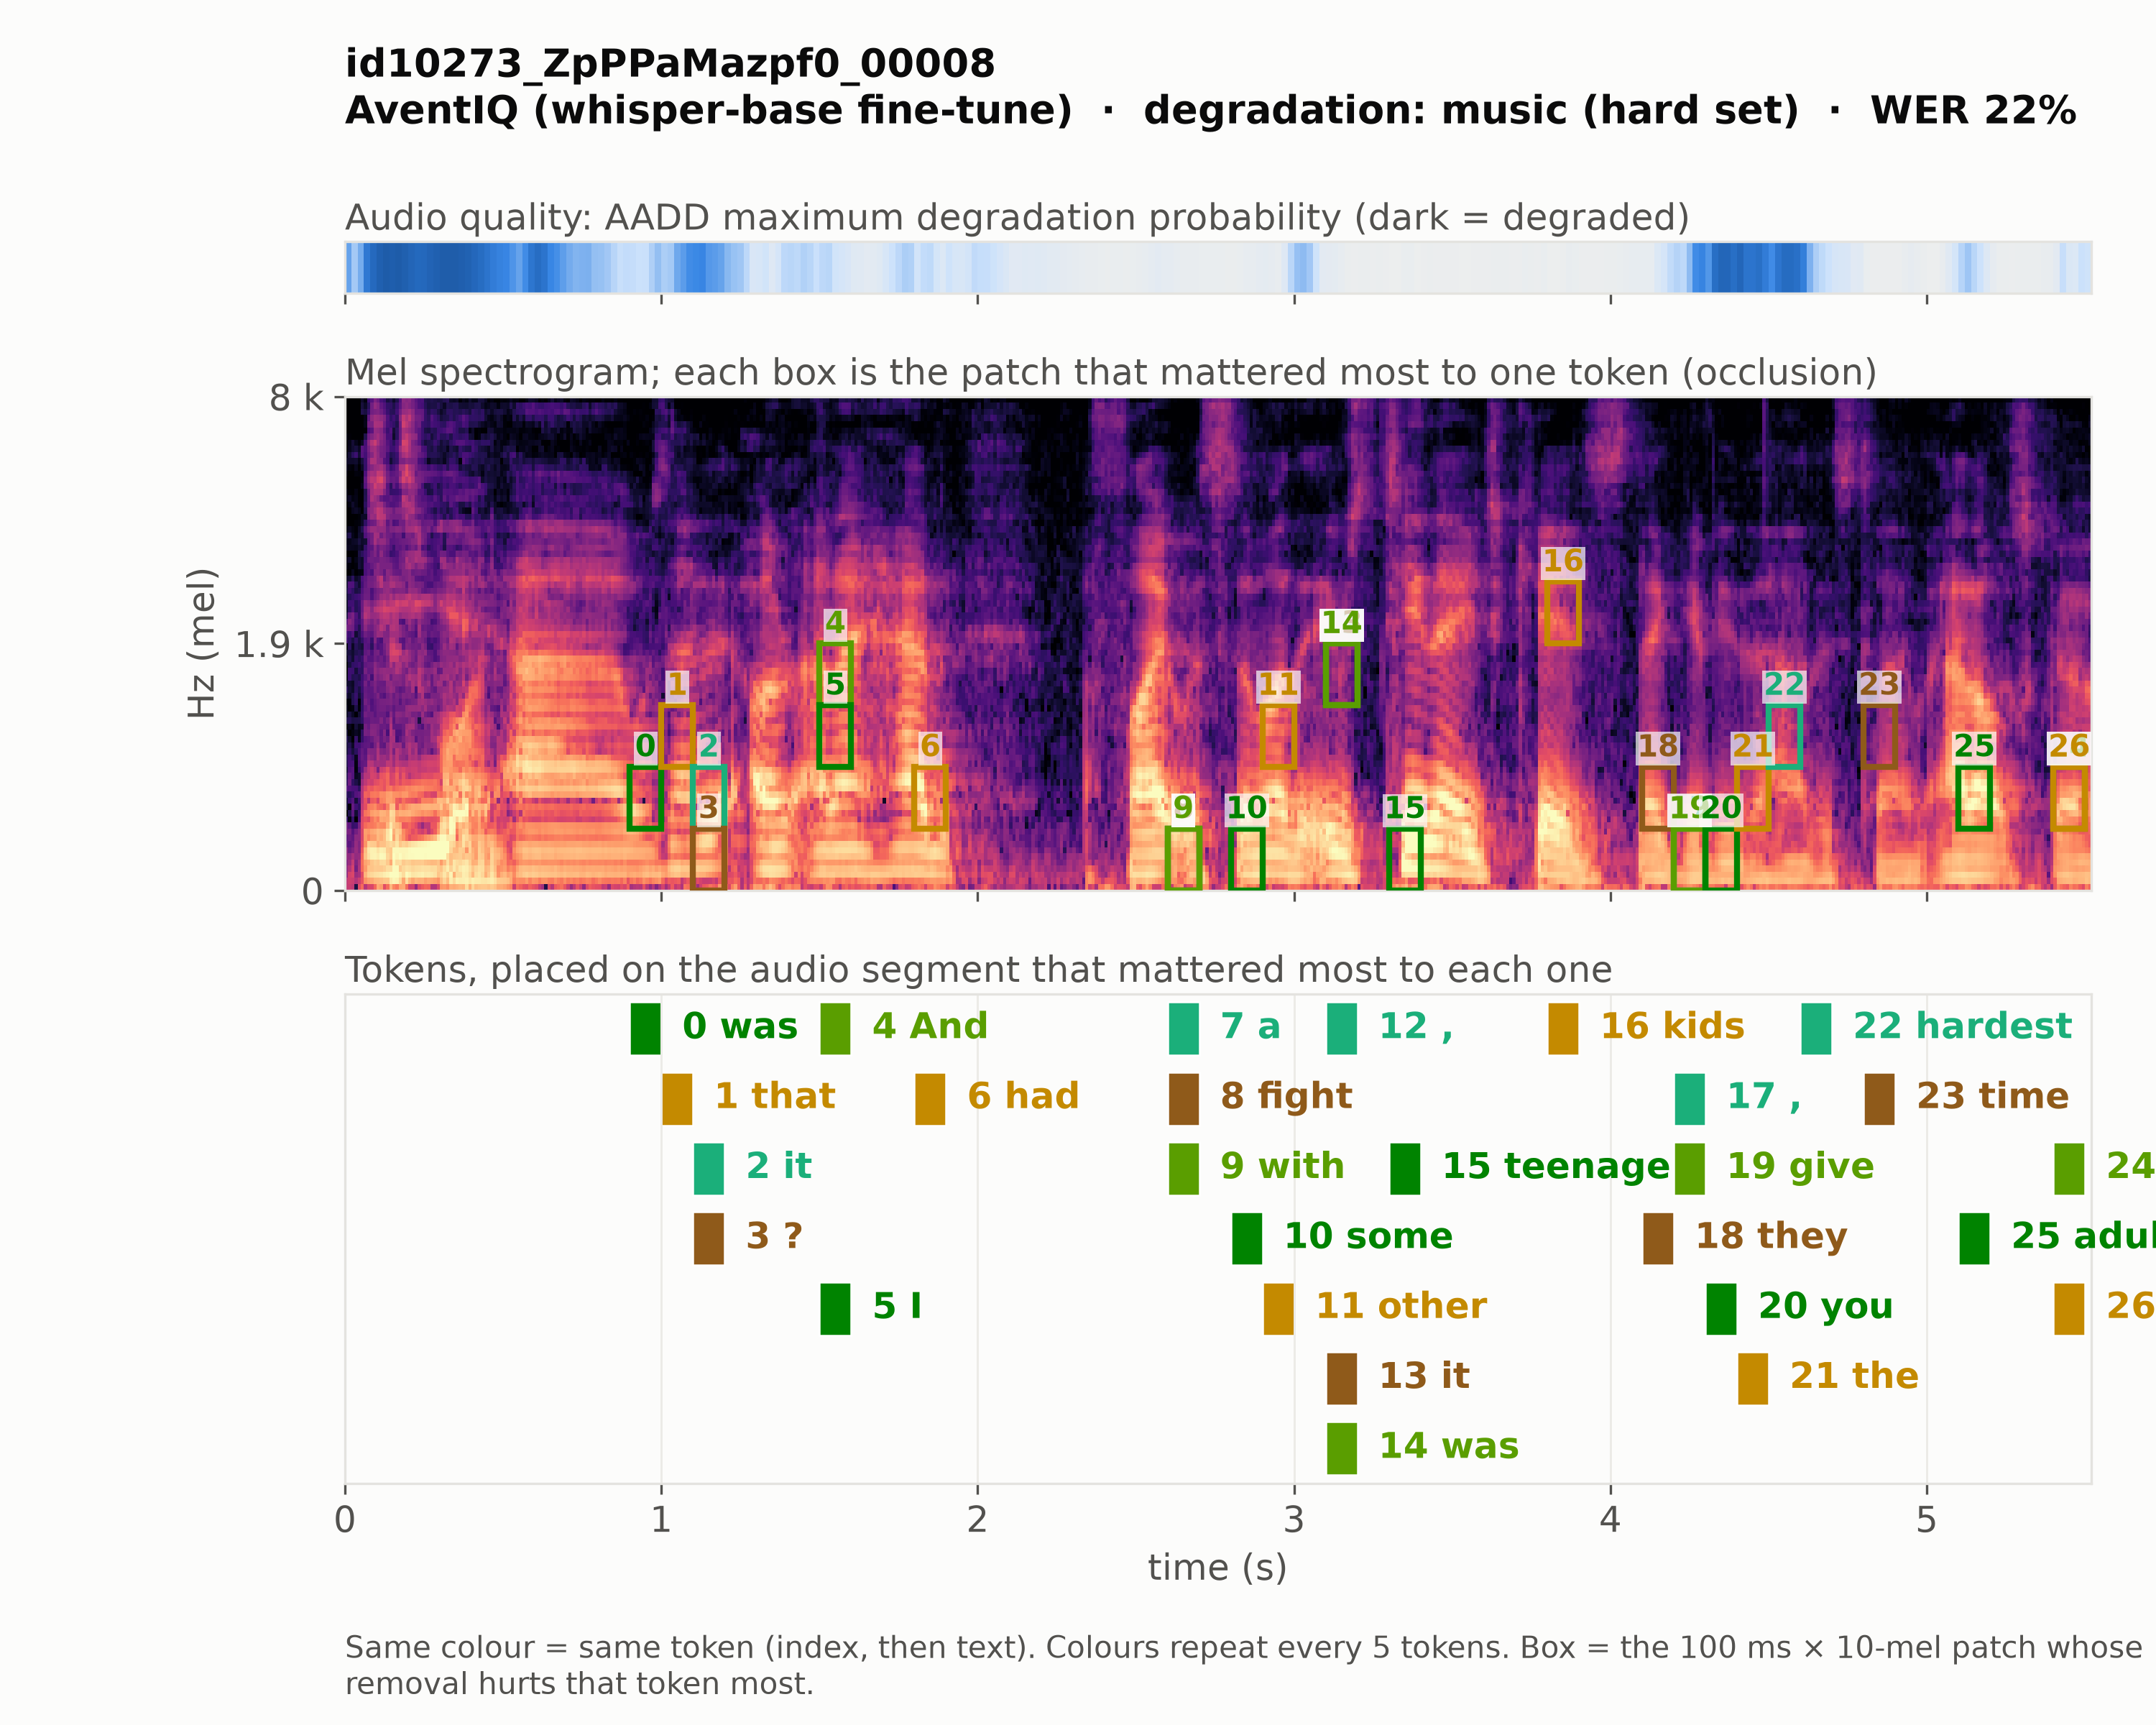 id10273_ZpPPaMazpf0_00008
AventIQ (whisper-base fine-tune) · degradation: music (hard set) · WER 22%
Audio quality: AADD maximum degradation probability (dark = degraded)
Mel spectrogram; each box is the patch that mattered most to one token (occlusion)
8 k
1.9 k
0
Hz (mel)
16
4
14
1
5
11
22
23
0
2
6
18
21
25
26
3
9
10
15
19
20
Tokens, placed on the audio segment that mattered most to each one
0 was
4 And
7 a
12 ,
16 kids
22 hardest
1 that
6 had
8 fight
17 ,
23 time
2 it
9 with
15 teenage
19 give
24
3 ?
10 some
18 they
25 adul
5 I
11 other
20 you
26
13 it
21 the
14 was
0 1 2 3 4 5
time (s)
Same colour = same token (index, then text). Colours repeat every 5 tokens. Box = the 100 ms × 10-mel patch whose
removal hurts that token most.